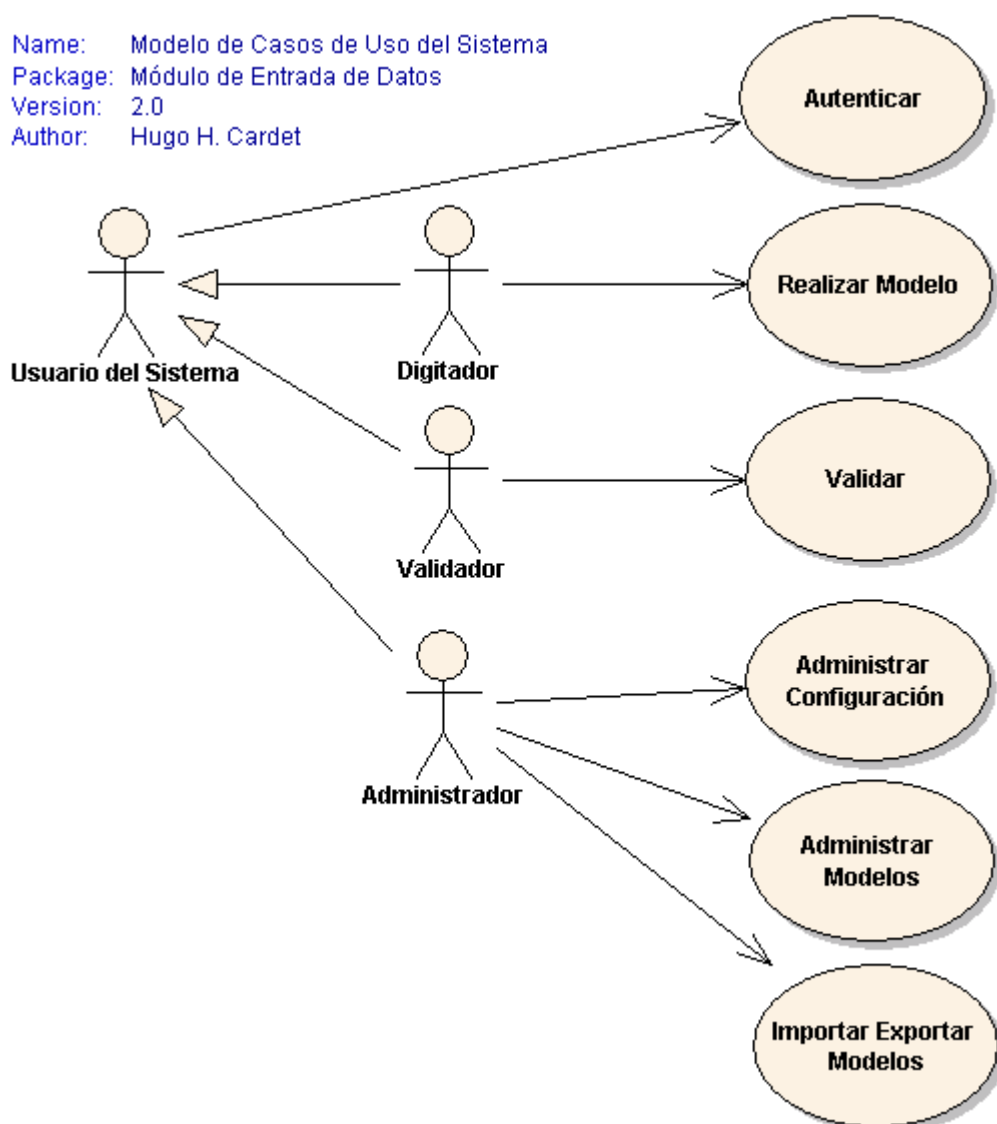 Name: Modelo de Casos de Uso del Sistema
Package: Módulo de Entrada de Datos
Version: 2.0
Author: Hugo H. Cardet
Autenticar
Usuario del Sistema
Digitador
Realizar Modelo
Validador
Validar
Administrador
Administrar
Configuración
Administrar
Modelos
Importar Exportar
Modelos